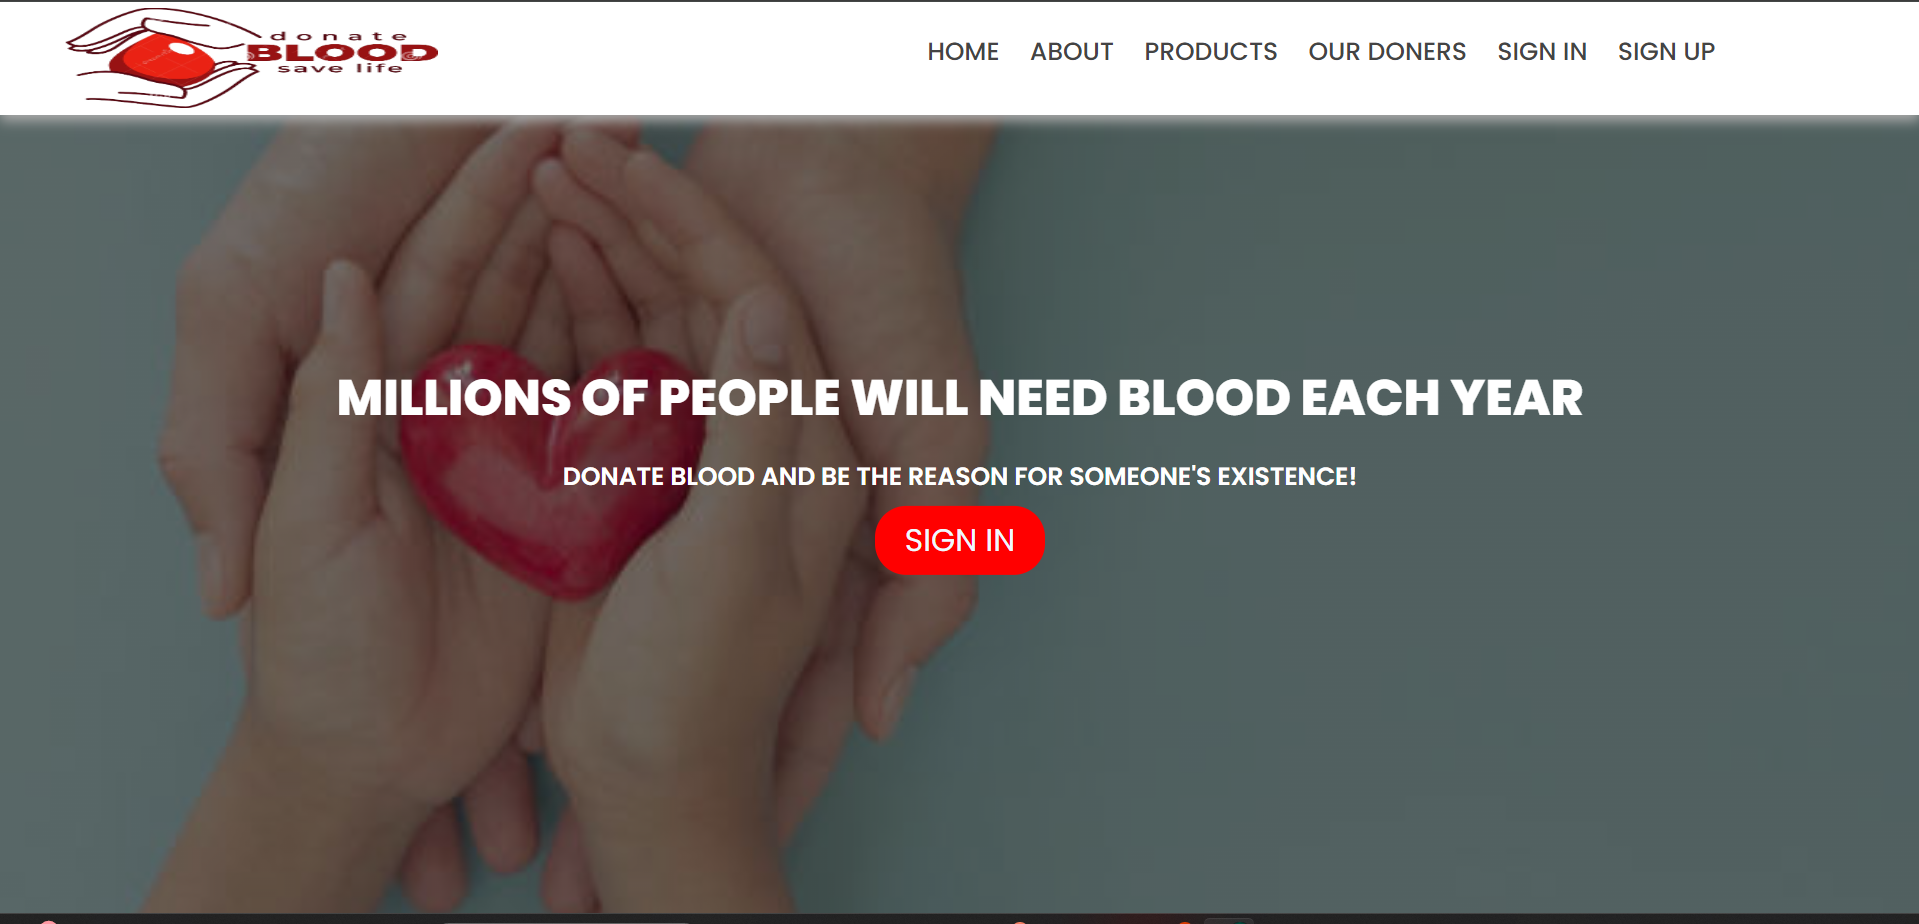 donate
BLOOD
save life
HOME ABOUT PRODUCTS OUR DONERS SIGN IN SIGN UP
MILLIONS OF PEOPLE WILL NEED BLOOD EACH YEAR
DONATE BLOOD AND BE THE REASON FOR SOMEONE'S EXISTENCE!
SIGN IN